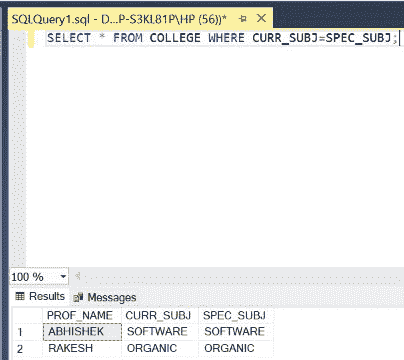 SQLQuery1.sql - D...P-S3KL81P\HP (56))*
SELECT * FROM COLLEGE WHERE CURR_SUBJ=SPEC_SUBJ;
100 %
Results Messages
PROF_NAME CURR_SUBJ SPEC_SUBJ
1 ABHISHEK SOFTWARE SOFTWARE
2 RAKESH ORGANIC ORGANIC